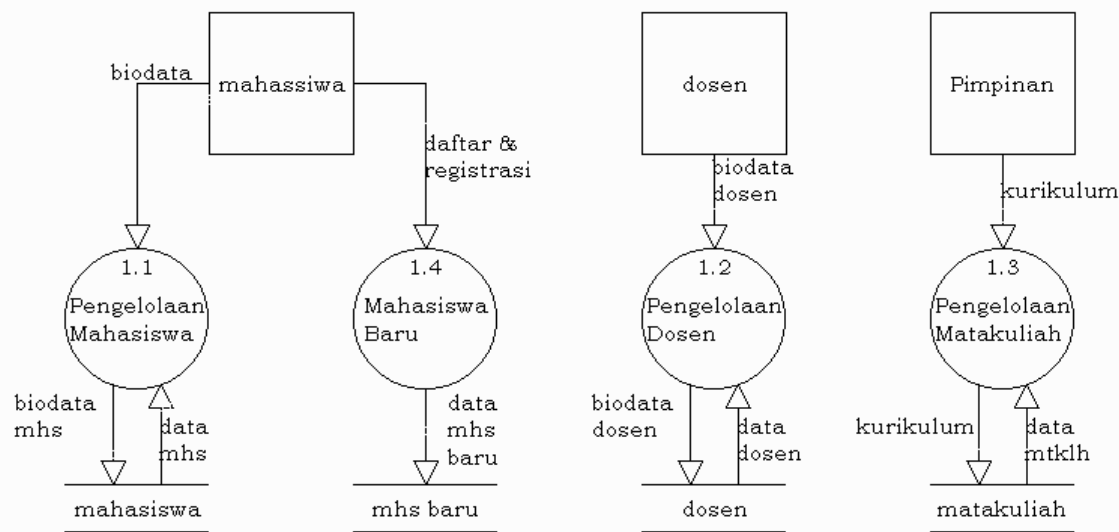 biodata
mahassiwa
dosen
Pimpinan
daftar &
registrasi
biodata
dosen
kurikulum
1.1
Pengelolaan
Mahasiswa
1.4
Mahasiswa
Baru
1.2
Pengelolaan
Dosen
1.3
Pengelolaan
Matakuliah
biodata
mhs
data
mhs
data
mhs
baru
biodata
dosen
data
dosen
kurikulum
data
mtklh
mahasiswa
mhs baru
dosen
matakuliah